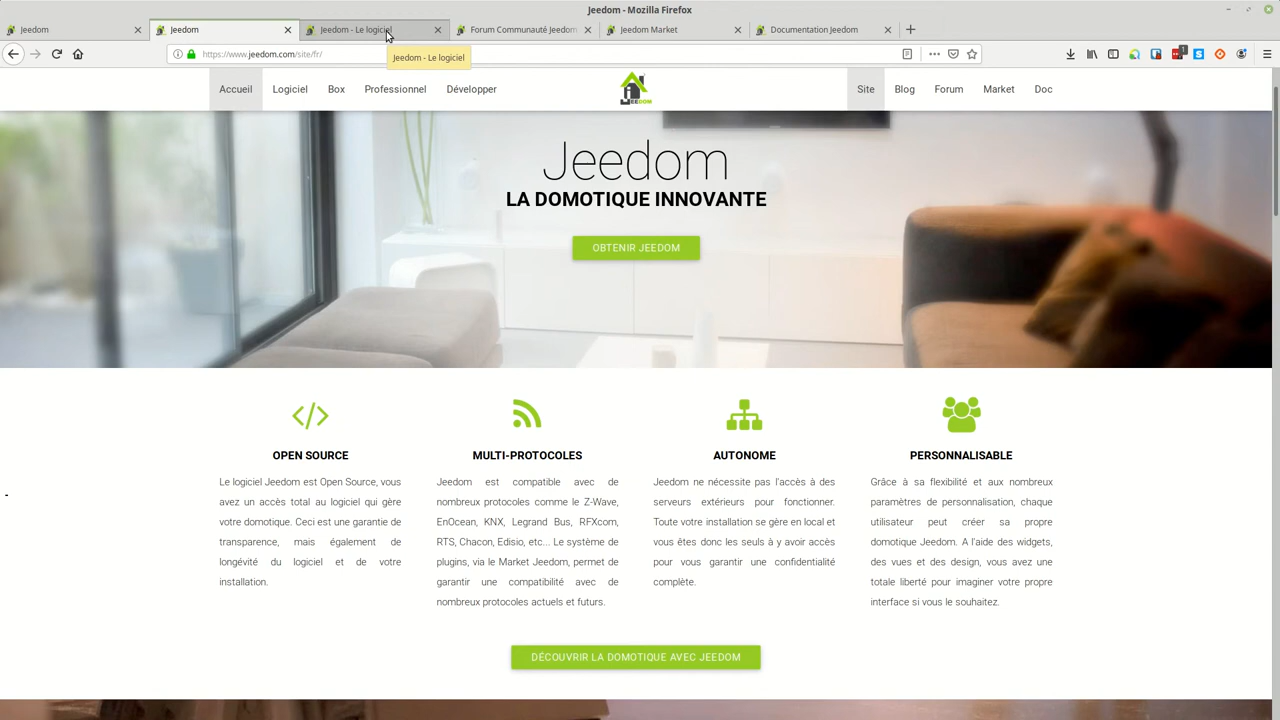 Jeedom - Mozilla Firefox
Jeedom
Jeedom
Jeedom - Le logiciel
Forum Communauté Jeedom
Jeedom Market
Documentation Jeedom
https://www.jeedom.com/site/fr/
1
Jeedom - Le logiciel
Accueil
Logiciel
Box
Professionnel
Développer
JEEDOM
Site
Blog
Forum
Market
Doc
Jeedom
LA DOMOTIQUE INNOVANTE
OBTENIR JEEDOM
OPEN SOURCE
Le logiciel Jeedom est Open Source, vous
avez un accès total au logiciel qui gère
votre domotique. Ceci est une garantie de
transparence, mais également de
longévité du logiciel et de votre
installation.
MULTI-PROTOCOLES
Jeedom est compatible avec de
nombreux protocoles comme le Z-Wave,
EnOcean, KNX, Legrand Bus, RFXcom,
RTS, Chacon, Edisio, etc... Le système de
plugins, via le Market Jeedom, permet de
garantir une compatibilité avec de
nombreux protocoles actuels et futurs.
AUTONOME
Jeedom ne nécessite pas l'accès à des
serveurs extérieurs pour fonctionner.
Toute votre installation se gère en local et
vous êtes donc les seuls à y avoir accès
pour vous garantir une confidentialité
complète.
PERSONNALISABLE
Grâce à sa flexibilité et aux nombreux
paramètres de personnalisation, chaque
utilisateur peut créer sa propre
domotique Jeedom. A l'aide des widgets,
des vues et des design, vous avez une
totale liberté pour imaginer votre propre
interface si vous le souhaitez.
DÉCOUVRIR LA DOMOTIQUE AVEC JEEDOM